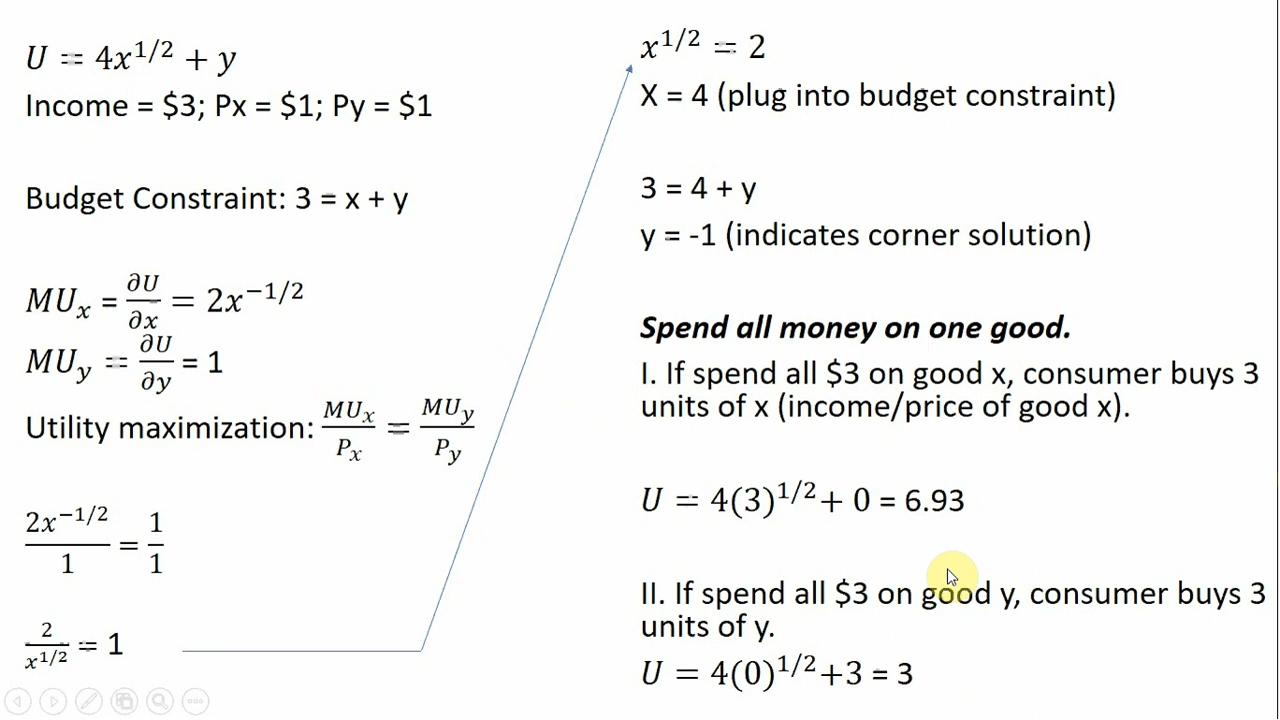 U = 4x^{1/2} + y
Income = $3; Px = $1; Py = $1
Budget Constraint: 3 = x + y
MU_x = ∂U/∂x = 2x^{-1/2}
MU_y = ∂U/∂y = 1
Utility maximization: MU_x/P_x = MU_y/P_y
2x^{-1/2}/1 = 1/1
2/x^{1/2} = 1
x^{1/2} = 2
X = 4 (plug into budget constraint)
3 = 4 + y
y = -1 (indicates corner solution)
Spend all money on one good.
I. If spend all $3 on good x, consumer buys 3
units of x (income/price of good x).
U = 4(3)^{1/2} + 0 = 6.93
II. If spend all $3 on good y, consumer buys 3
units of y.
U = 4(0)^{1/2}+3 = 3